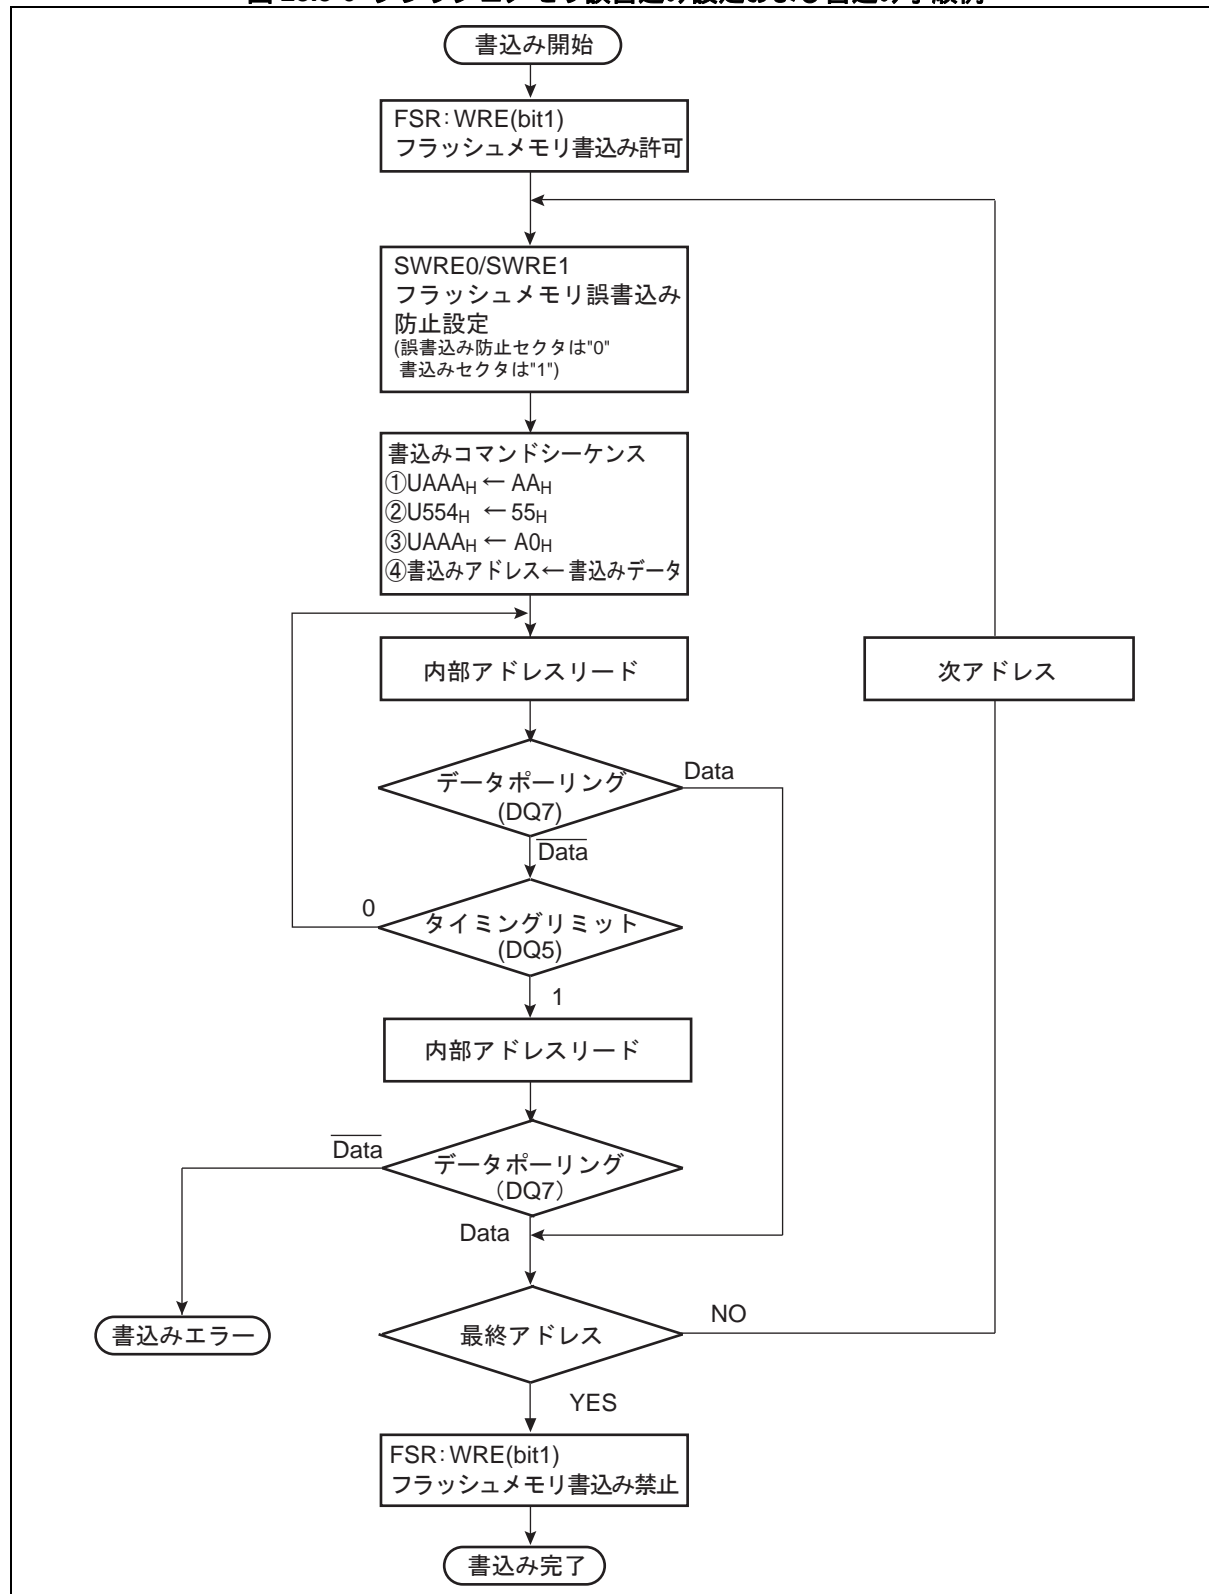 書込み開始
FSR:WRE(bit1)
フラッシュメモリ書込み許可
SWRE0/SWRE1
フラッシュメモリ誤書込み
防止設定
(誤書込み防止セクタは"0"
書込みセクタは"1")
書込みコマンドシーケンス
①UAAAH ← AAH
②U554H ← 55H
③UAAAH ← A0H
④書込みアドレス← 書込みデータ
内部アドレスリード
次アドレス
データポーリング
(DQ7)
Data
Data
0
タイミングリミット
(DQ5)
1
内部アドレスリード
Data
データポーリング
(DQ7)
Data
書込みエラー
最終アドレス
NO
YES
FSR:WRE(bit1)
フラッシュメモリ書込み禁止
書込み完了